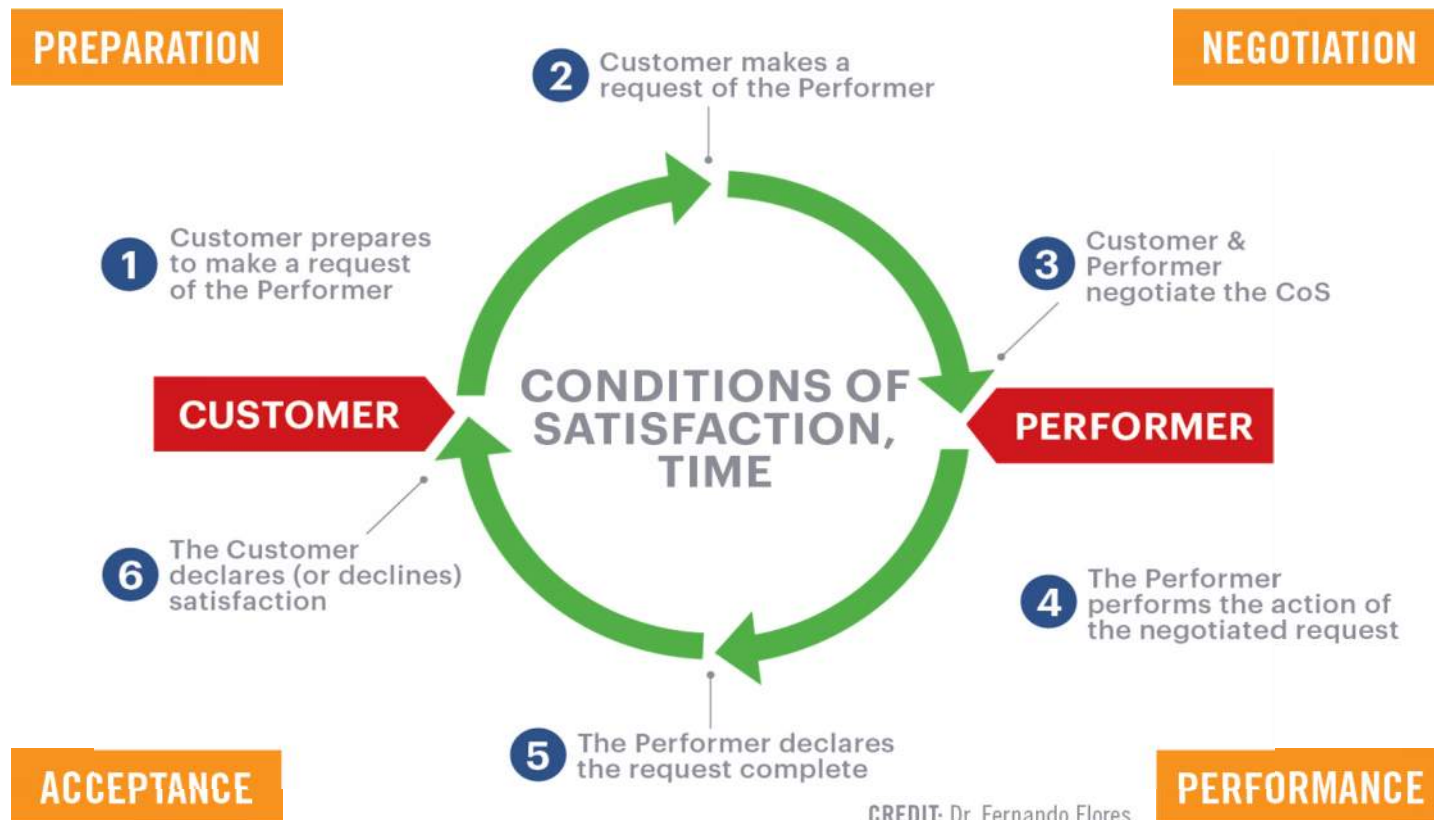 PREPARATION
NEGOTIATION
2
Customer makes a
request of the Performer
1
Customer prepares
to make a request
of the Performer
3
Customer &
Performer
negotiate the CoS
CONDITIONS OF
SATISFACTION,
TIME
CUSTOMER
PERFORMER
6
The Customer
declares (or declines)
satisfaction
4
The Performer
performs the action of
the negotiated request
5
The Performer declares
the request complete
ACCEPTANCE
CREDIT: Dr. Fernando Flores
PERFORMANCE